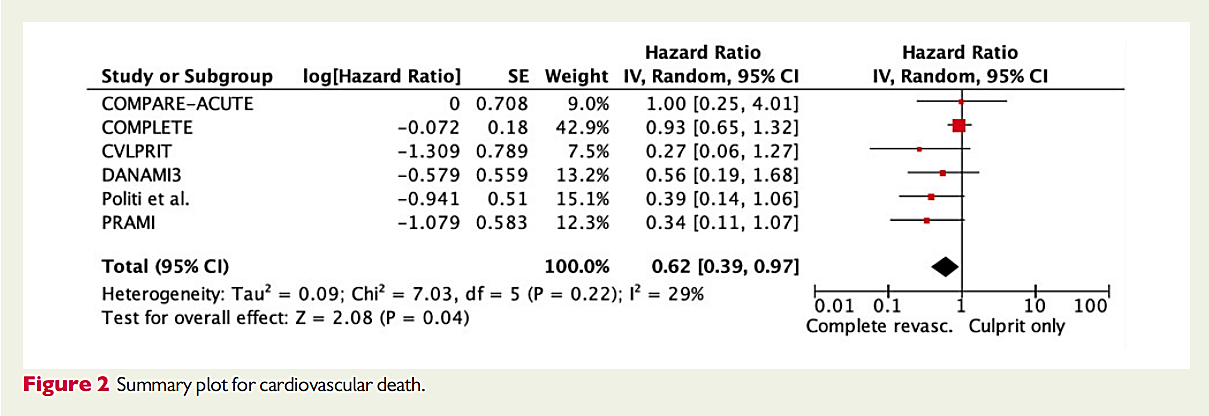 Hazard Ratio Hazard Ratio
Study or Subgroup log[Hazard Ratio] SE Weight IV, Random, 95% CI IV, Random, 95% CI
COMPARE-ACUTE 0 0.708 9.0% 1.00 [0.25, 4.01]
COMPLETE −0.072 0.18 42.9% 0.93 [0.65, 1.32]
CVLPRIT −1.309 0.789 7.5% 0.27 [0.06, 1.27]
DANAMI3 −0.579 0.559 13.2% 0.56 [0.19, 1.68]
Politi et al. −0.941 0.51 15.1% 0.39 [0.14, 1.06]
PRAMI −1.079 0.583 12.3% 0.34 [0.11, 1.07]
Total (95% CI) 100.0% 0.62 [0.39, 0.97]
Heterogeneity: Tau² = 0.09; Chi² = 7.03, df = 5 (P = 0.22); I² = 29%
Test for overall effect: Z = 2.08 (P = 0.04)
0.01 0.1 1 10 100
Complete revasc. Culprit only
Figure 2 Summary plot for cardiovascular death.